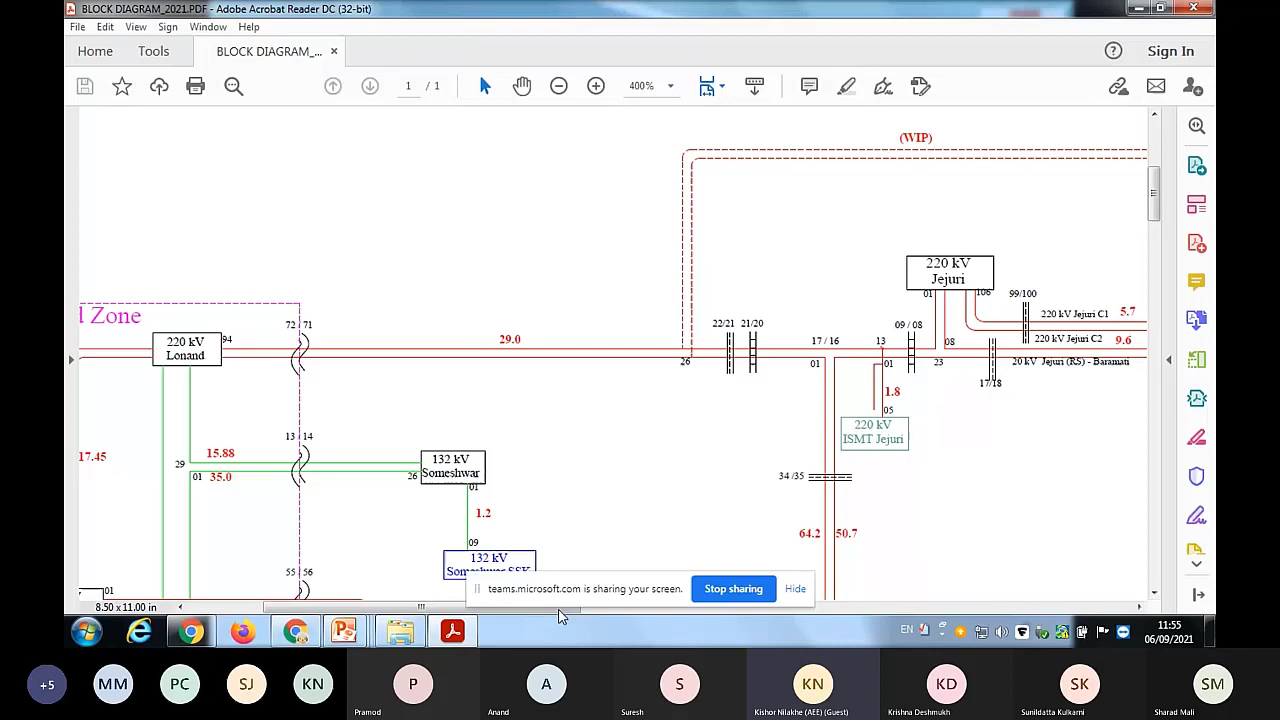 BLOCK DIAGRAM_2021.PDF - Adobe Acrobat Reader DC (32-bit)
File Edit View Sign Window Help
Home Tools BLOCK DIAGRAM_... × Sign In
1 / 1 400%
(WIP)
220 kV
Jejuri
01 106 99/100
d Zone
72 71
22/21 21/20 09 / 08
220 kV Jejuri C1 5.7
220 kV
Lonand
94
29.0
17 / 16 13 08
220 kV Jejuri C2 9.6
26 01 01 23
20 kV Jejuri (RS) - Baramati
17/18
1.8
05
220 kV
ISMT Jejuri
13 14
17.45
15.88
29
01 35.0 26
132 kV
Someshwar
01
34 /35
1.2
64.2 50.7
09
132 kV
Someshwar SSK
55 56
01
teams.microsoft.com is sharing your screen. Stop sharing Hide
8.50 x 11.00 in
EN 11:55
06/09/2021
+5 MM PC SJ KN P A S KN KD SK SM
Pramod Anand Suresh Kishor Nilakhe (AEE) (Guest) Krishna Deshmukh Sunildatta Kulkarni Sharad Mali